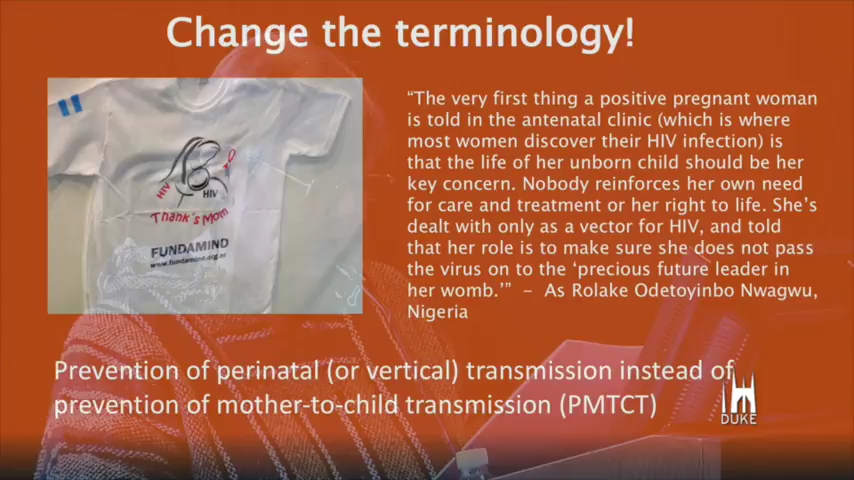 Change the terminology!
HIV
HIV
Thank's Mom
FUNDAMIND
www.fundamind.org.ar
“The very first thing a positive pregnant woman
is told in the antenatal clinic (which is where
most women discover their HIV infection) is
that the life of her unborn child should be her
key concern. Nobody reinforces her own need
for care and treatment or her right to life. She’s
dealt with only as a vector for HIV, and told
that her role is to make sure she does not pass
the virus on to the ‘precious future leader in
her womb.’” – As Rolake Odetoyinbo Nwagwu,
Nigeria
Prevention of perinatal (or vertical) transmission instead of
prevention of mother-to-child transmission (PMTCT)
DUKE